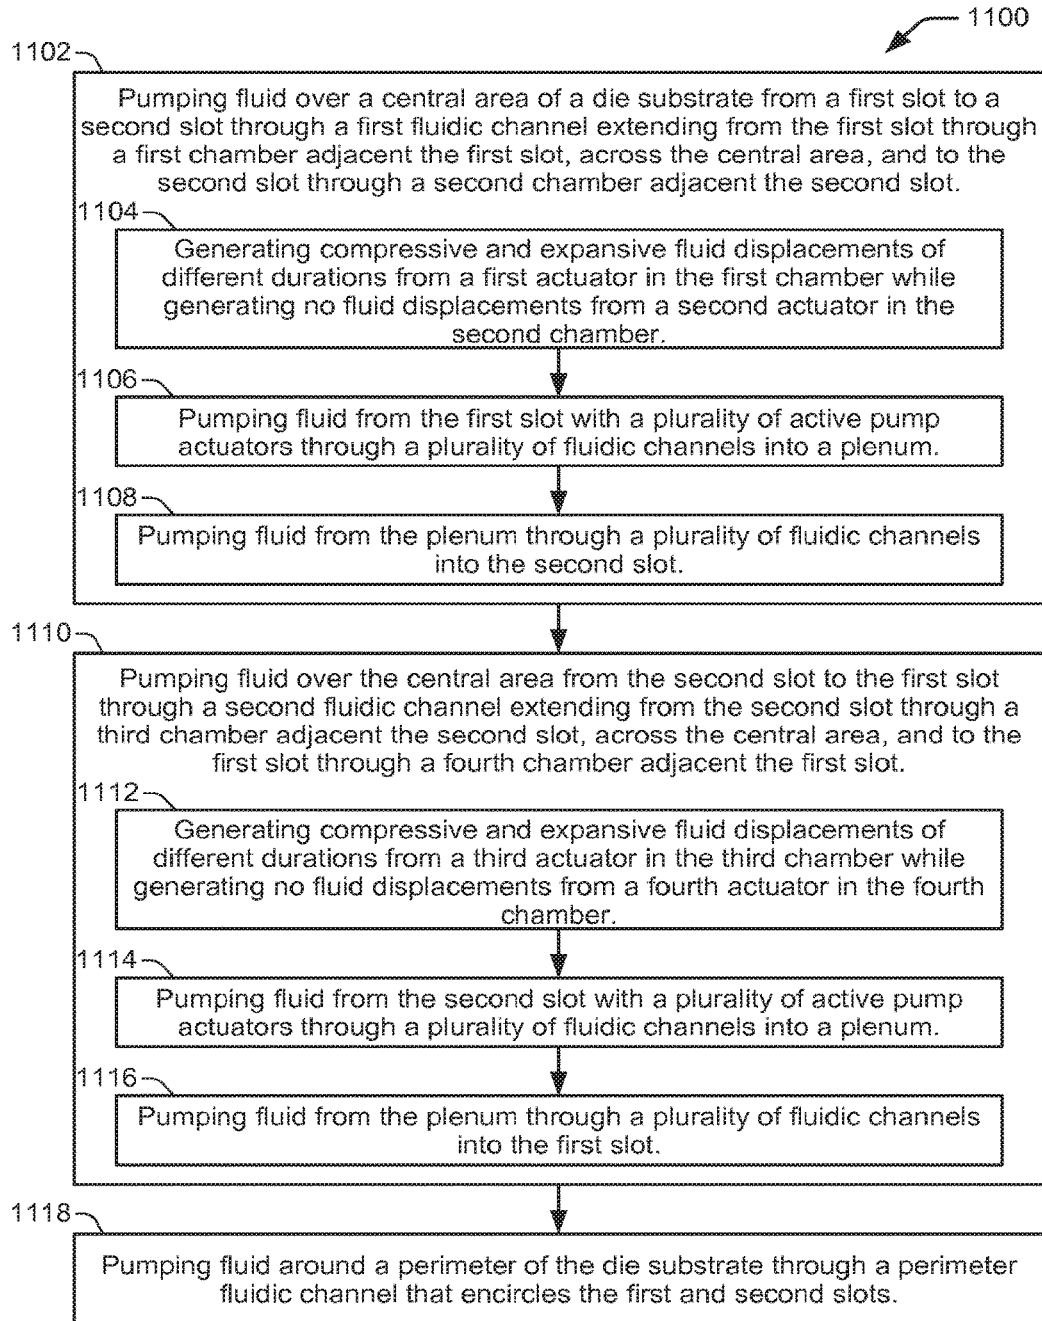 1100
1102
Pumping fluid over a central area of a die substrate from a first slot to a
second slot through a first fluidic channel extending from the first slot through
a first chamber adjacent the first slot, across the central area, and to the
second slot through a second chamber adjacent the second slot.
1104
Generating compressive and expansive fluid displacements of
different durations from a first actuator in the first chamber while
generating no fluid displacements from a second actuator in the
second chamber.
1106
Pumping fluid from the first slot with a plurality of active pump
actuators through a plurality of fluidic channels into a plenum.
1108
Pumping fluid from the plenum through a plurality of fluidic channels
into the second slot.
1110
Pumping fluid over the central area from the second slot to the first slot
through a second fluidic channel extending from the second slot through a
third chamber adjacent the second slot, across the central area, and to the
first slot through a fourth chamber adjacent the first slot.
1112
Generating compressive and expansive fluid displacements of
different durations from a third actuator in the third chamber while
generating no fluid displacements from a fourth actuator in the fourth
chamber.
1114
Pumping fluid from the second slot with a plurality of active pump
actuators through a plurality of fluidic channels into a plenum.
1116
Pumping fluid from the plenum through a plurality of fluidic channels
into the first slot.
1118
Pumping fluid around a perimeter of the die substrate through a perimeter
fluidic channel that encircles the first and second slots.